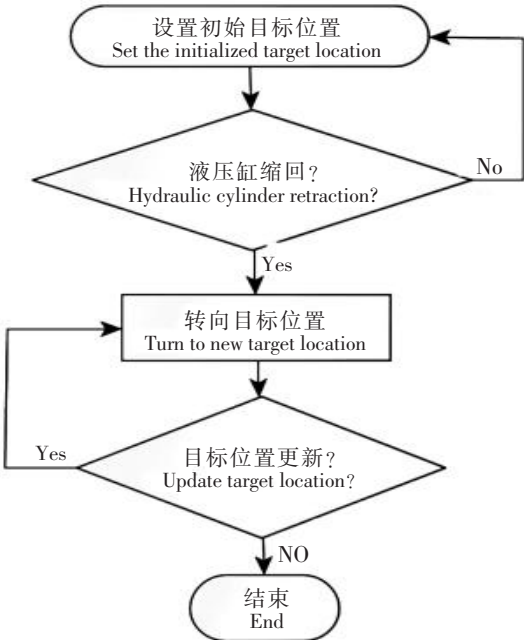 设置初始目标位置
Set the initialized target location
液压缸缩回?
Hydraulic cylinder retraction?
No
Yes
转向目标位置
Turn to new target location
Yes
目标位置更新?
Update target location?
NO
结束
End